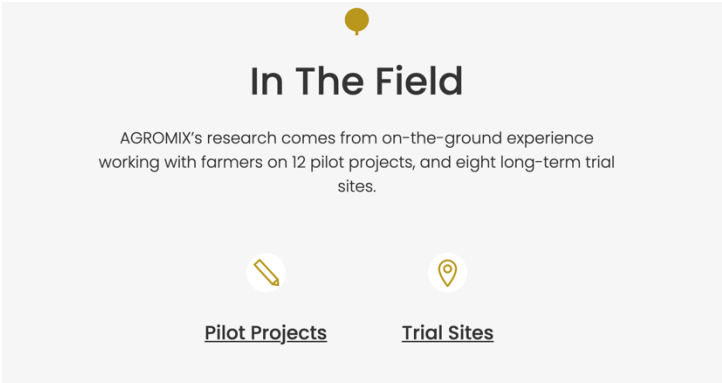 In The Field
AGROMIX's research comes from on-the-ground experience
working with farmers on 12 pilot projects, and eight long-term trial
sites.
Pilot Projects
Trial Sites